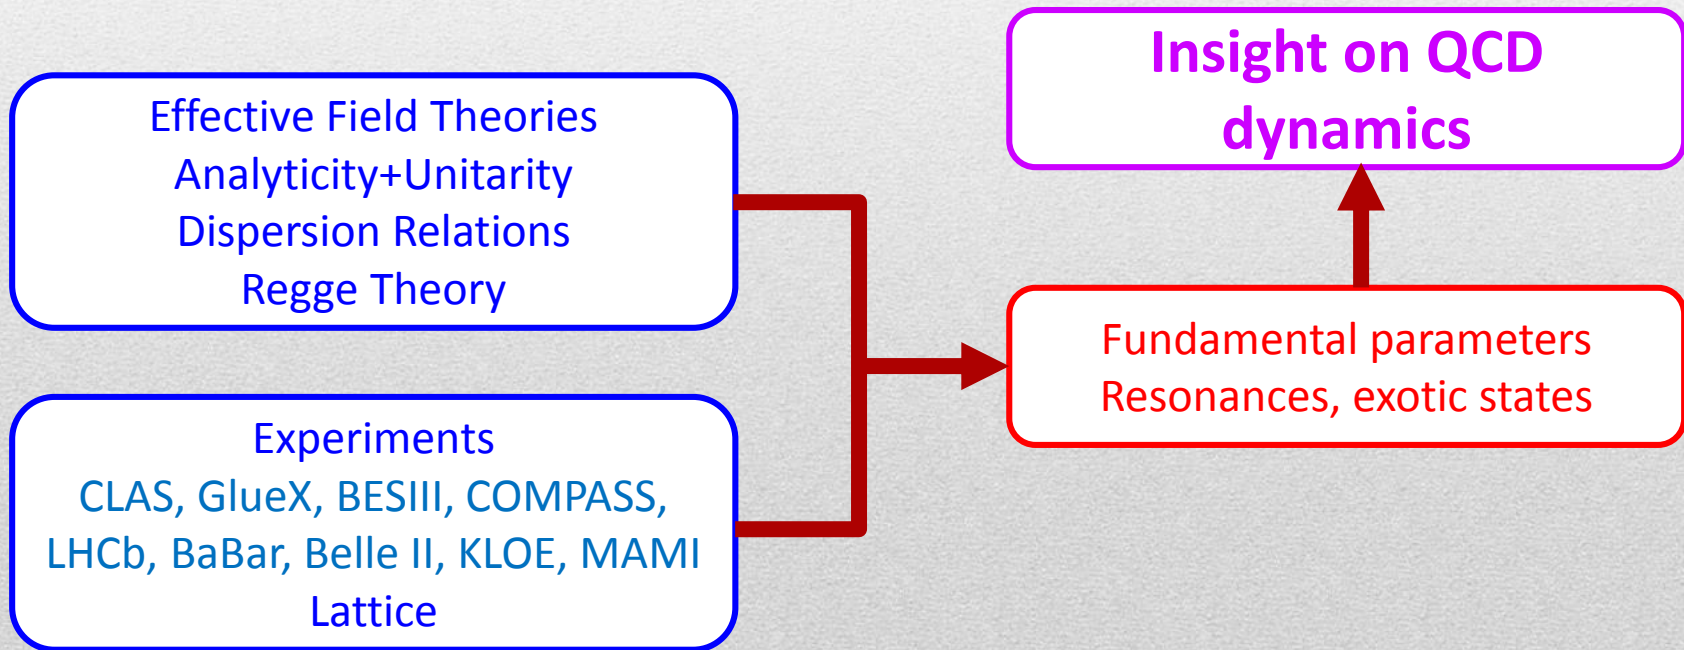 Effective Field Theories
Analyticity+Unitarity
Dispersion Relations
Regge Theory
Experiments
CLAS, GlueX, BESIII, COMPASS,
LHCb, BaBar, Belle II, KLOE, MAMI
Lattice
Insight on QCD
dynamics
Fundamental parameters
Resonances, exotic states